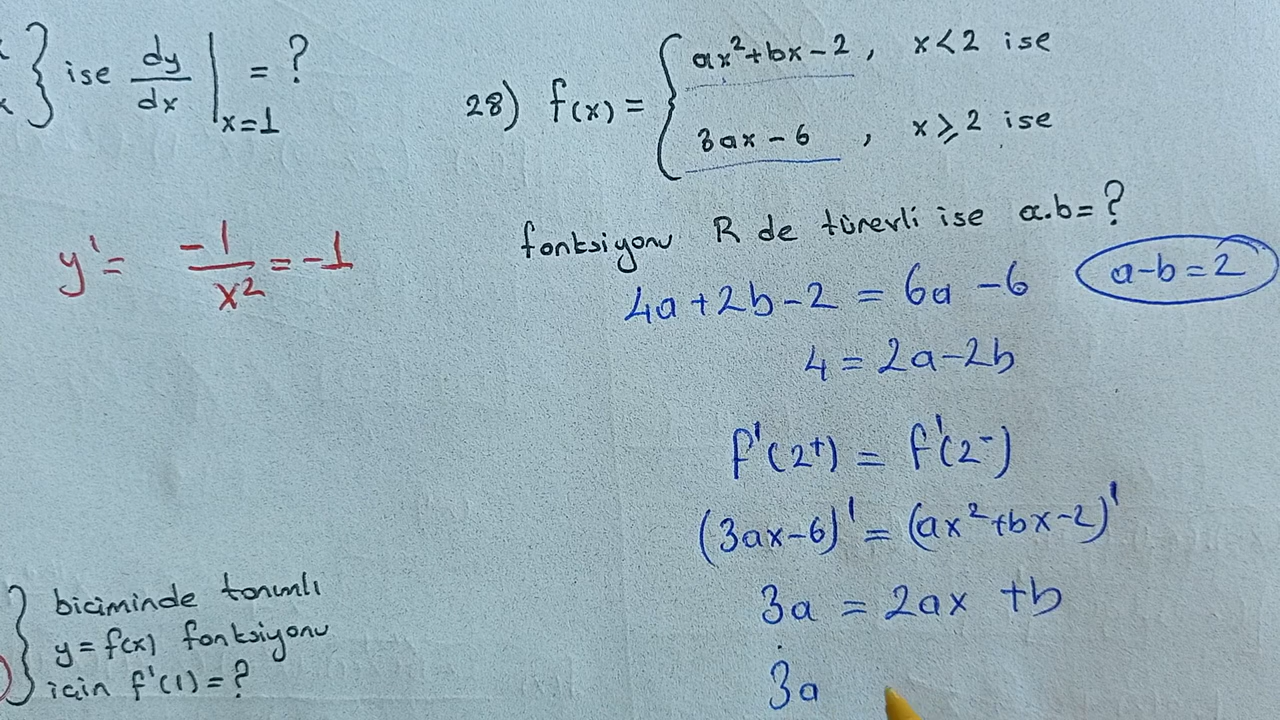 } ise dy/dx | x=1 = ?
y' = -1/x² = -1
} biciminde tanımlı
y = f(x) fonksiyonu
için f'(1) = ?
28) f(x) = { ax²+bx-2 , x<2 ise
3ax-6 , x≥2 ise
fonksiyonu R de türevli ise a.b=?
4a+2b-2 = 6a-6
a-b=2
4 = 2a-2b
f'(2⁺) = f'(2⁻)
(3ax-6)' = (ax²+bx-2)'
3a = 2ax +b
3a